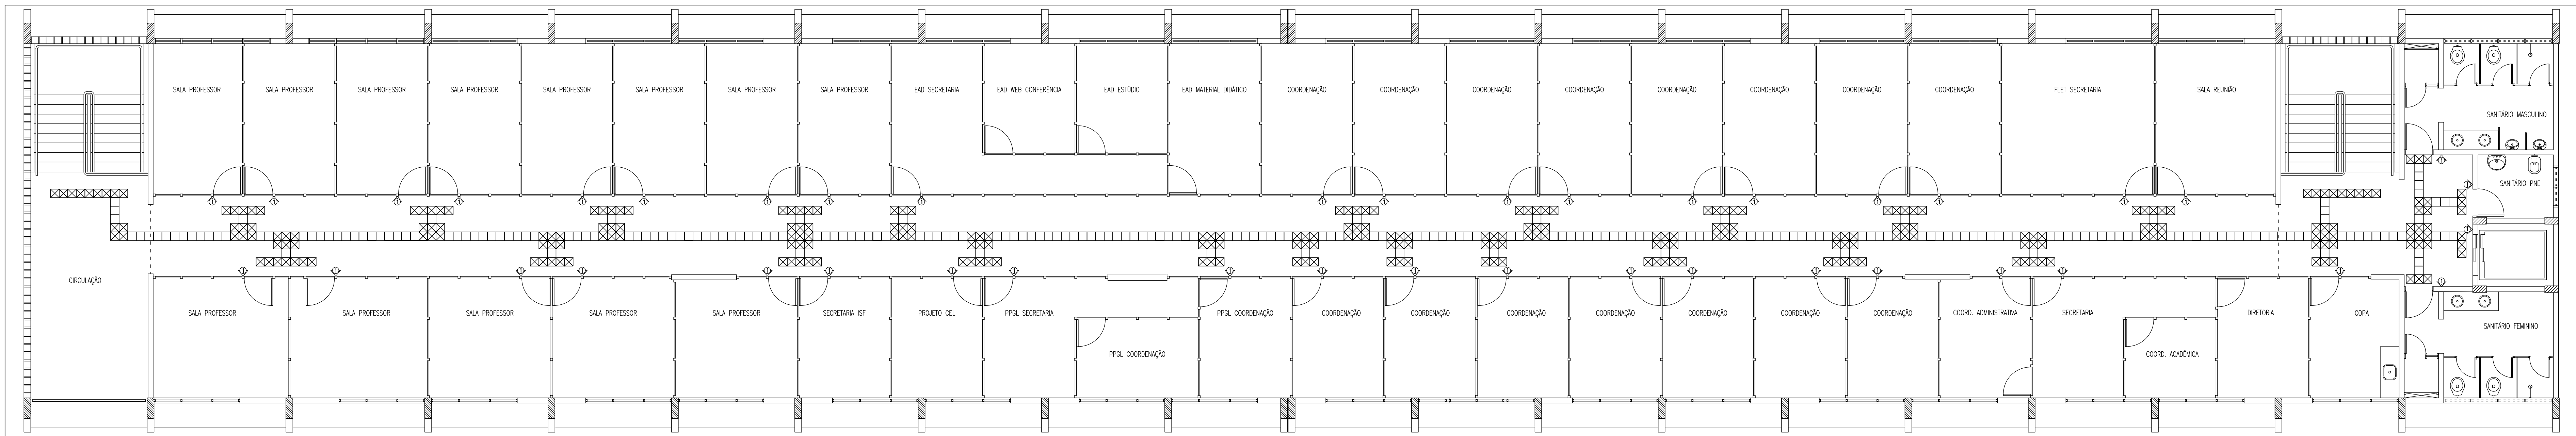 SALA PROFESSOR
SALA PROFESSOR
SALA PROFESSOR
SALA PROFESSOR
SALA PROFESSOR
SALA PROFESSOR
SALA PROFESSOR
SALA PROFESSOR
EAD SECRETARIA
EAD WEB CONFERÊNCIA
EAD ESTÚDIO
EAD MATERIAL DIDÁTICO
COORDENAÇÃO
COORDENAÇÃO
COORDENAÇÃO
COORDENAÇÃO
COORDENAÇÃO
COORDENAÇÃO
COORDENAÇÃO
COORDENAÇÃO
FLET SECRETARIA
SALA REUNIÃO
SANITÁRIO MASCULINO
SANITÁRIO PNE
CIRCULAÇÃO
SALA PROFESSOR
SALA PROFESSOR
SALA PROFESSOR
SALA PROFESSOR
SALA PROFESSOR
SECRETARIA ISF
PROJETO CEL
PPGL SECRETARIA
PPGL COORDENAÇÃO
PPGL COORDENAÇÃO
COORDENAÇÃO
COORDENAÇÃO
COORDENAÇÃO
COORDENAÇÃO
COORDENAÇÃO
COORDENAÇÃO
COORDENAÇÃO
COORD. ADMINISTRATIVA
SECRETARIA
COORD. ACADÊMICA
DIRETORIA
COPA
SANITÁRIO FEMININO